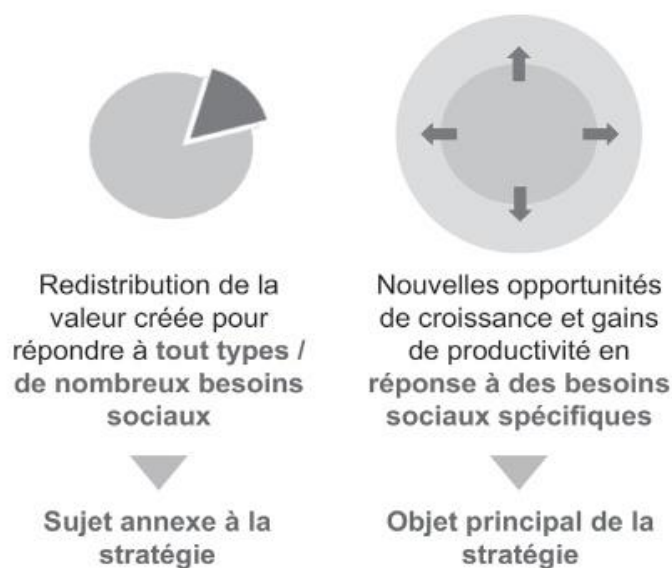 Redistribution de la
valeur créée pour
répondre à tout types /
de nombreux besoins
sociaux
Sujet annexe à la
stratégie
Nouvelles opportunités
de croissance et gains
de productivité en
réponse à des besoins
sociaux spécifiques
Objet principal de la
stratégie